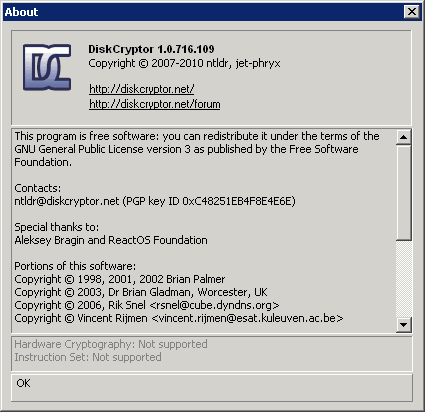 About
DC
DiskCryptor 1.0.716.109
Copyright © 2007-2010 ntldr, jet-phryx
http://diskcryptor.net/
http://diskcryptor.net/forum
This program is free software: you can redistribute it under the terms of the
GNU General Public License version 3 as published by the Free Software
Foundation.
Contacts:
ntldr@diskcryptor.net (PGP key ID 0xC48251EB4F8E4E6E)
Special thanks to:
Aleksey Bragin and ReactOS Foundation
Portions of this software:
Copyright © 1998, 2001, 2002 Brian Palmer
Copyright © 2003, Dr Brian Gladman, Worcester, UK
Copyright © 2006, Rik Snel <rsnel@cube.dyndns.org>
Copyright © Vincent Rijmen <vincent.rijmen@esat.kuleuven.ac.be>
Hardware Cryptography: Not supported
Instruction Set: Not supported
OK